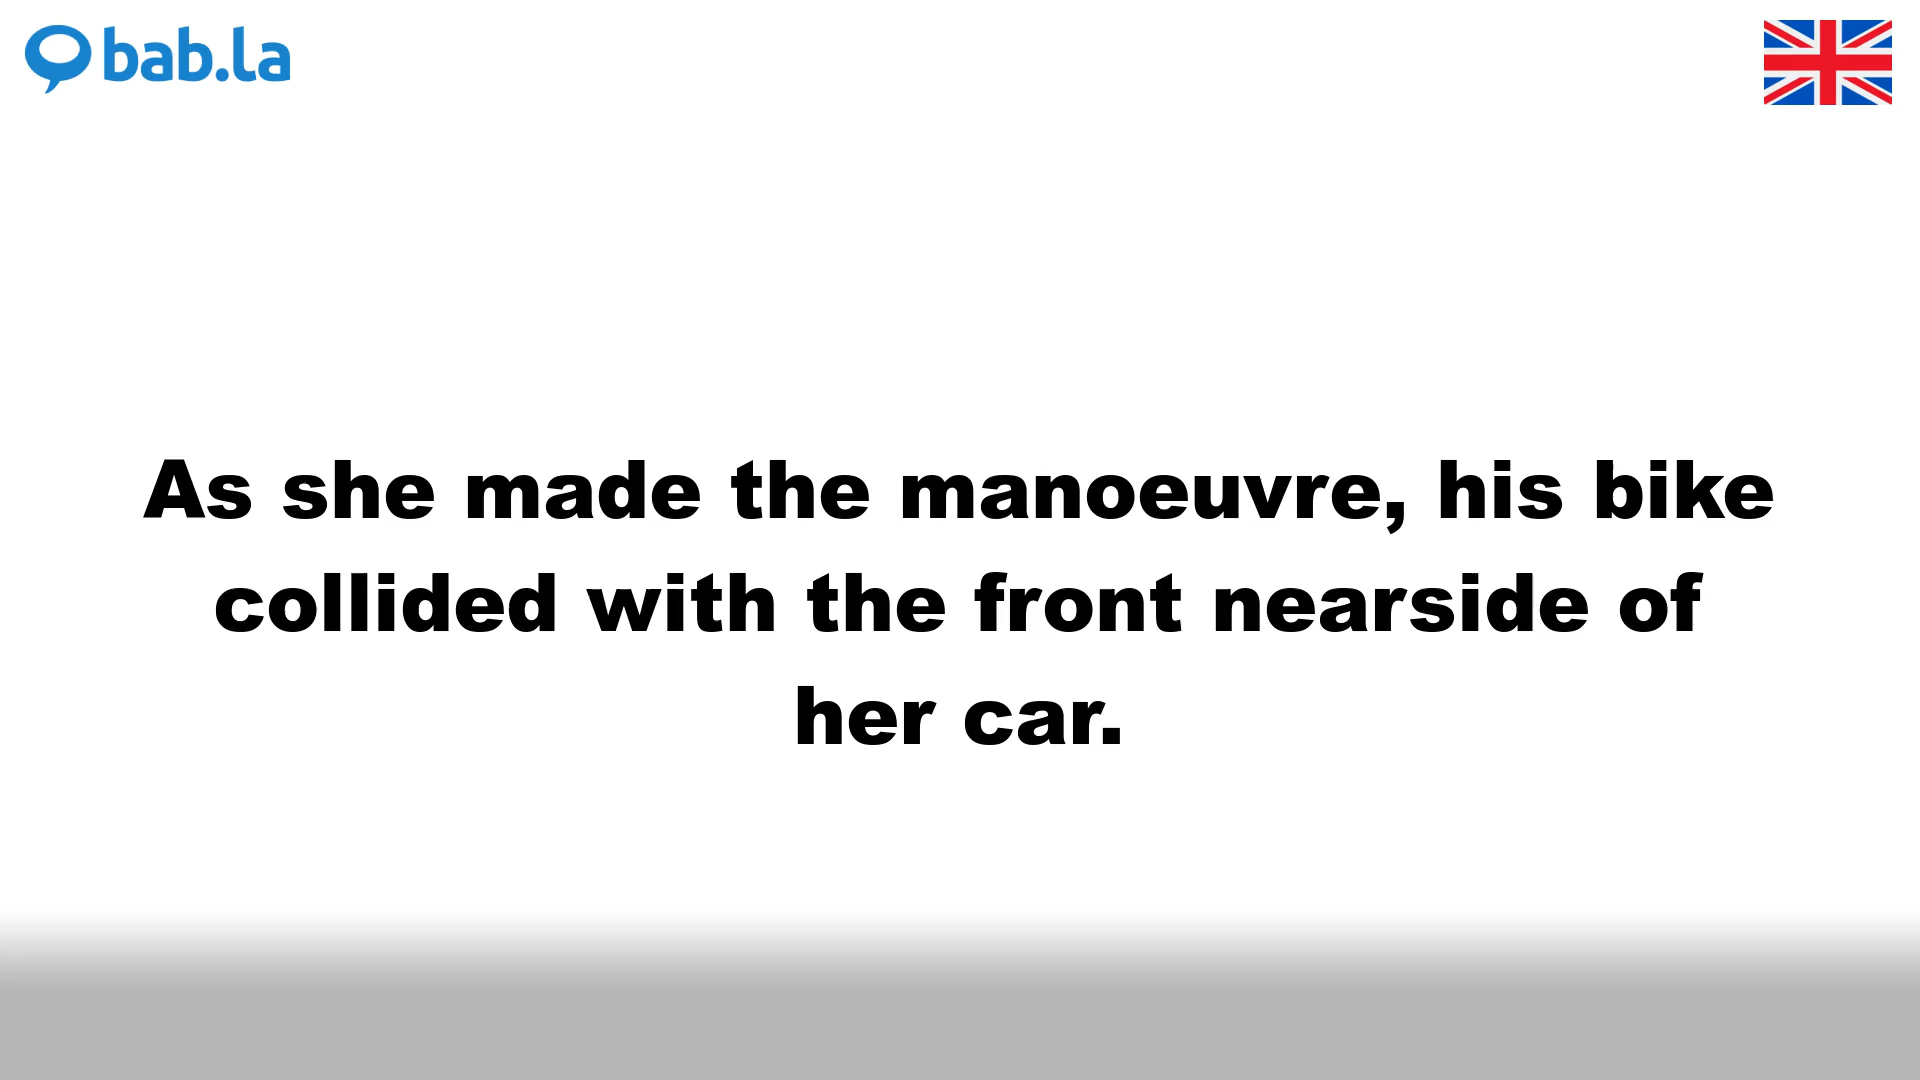 bab.la
As she made the manoeuvre, his bike
collided with the front nearside of
her car.